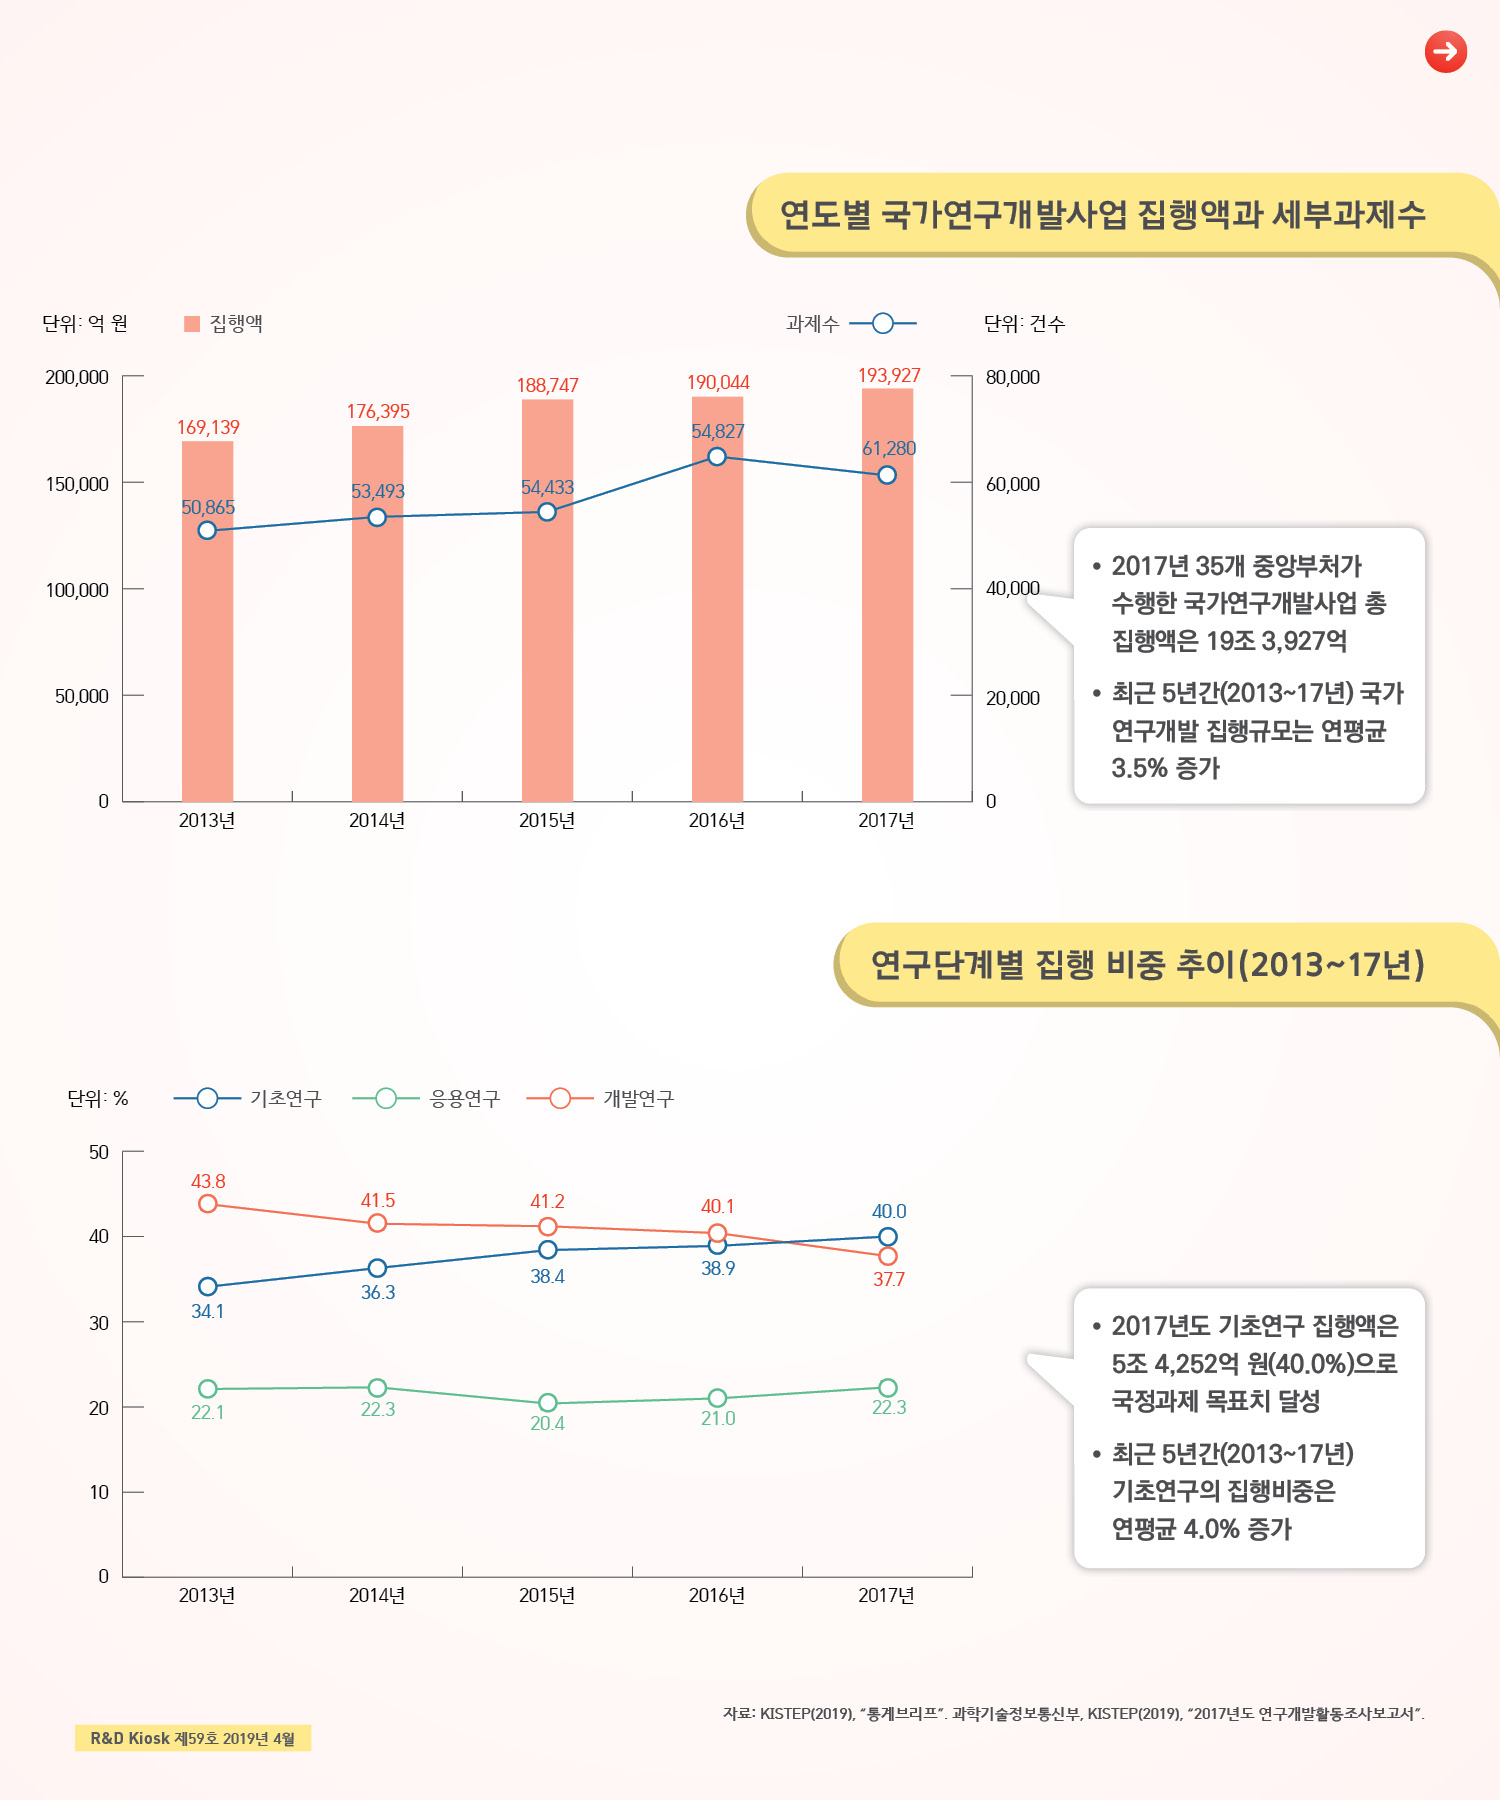 연도별 국가연구개발사업 집행액과 세부과제수
단위: 억 원
집행액
과제수
단위: 건수
200,000
150,000
100,000
50,000
0
80,000
60,000
40,000
20,000
0
169,139
176,395
188,747
190,044
193,927
50,865
53,493
54,433
54,827
61,280
2013년
2014년
2015년
2016년
2017년
• 2017년 35개 중앙부처가
수행한 국가연구개발사업 총
집행액은 19조 3,927억
• 최근 5년간(2013~17년) 국가
연구개발 집행규모는 연평균
3.5% 증가
연구단계별 집행 비중 추이(2013~17년)
단위: %
기초연구
응용연구
개발연구
50
40
30
20
10
0
43.8
41.5
41.2
40.1
37.7
34.1
36.3
38.4
38.9
40.0
22.1
22.3
20.4
21.0
22.3
2013년
2014년
2015년
2016년
2017년
• 2017년도 기초연구 집행액은
5조 4,252억 원(40.0%)으로
국정과제 목표치 달성
• 최근 5년간(2013~17년)
기초연구의 집행비중은
연평균 4.0% 증가
자료: KISTEP(2019), “통계브리프”. 과학기술정보통신부, KISTEP(2019), “2017년도 연구개발활동조사보고서”.
R&D Kiosk 제59호 2019년 4월